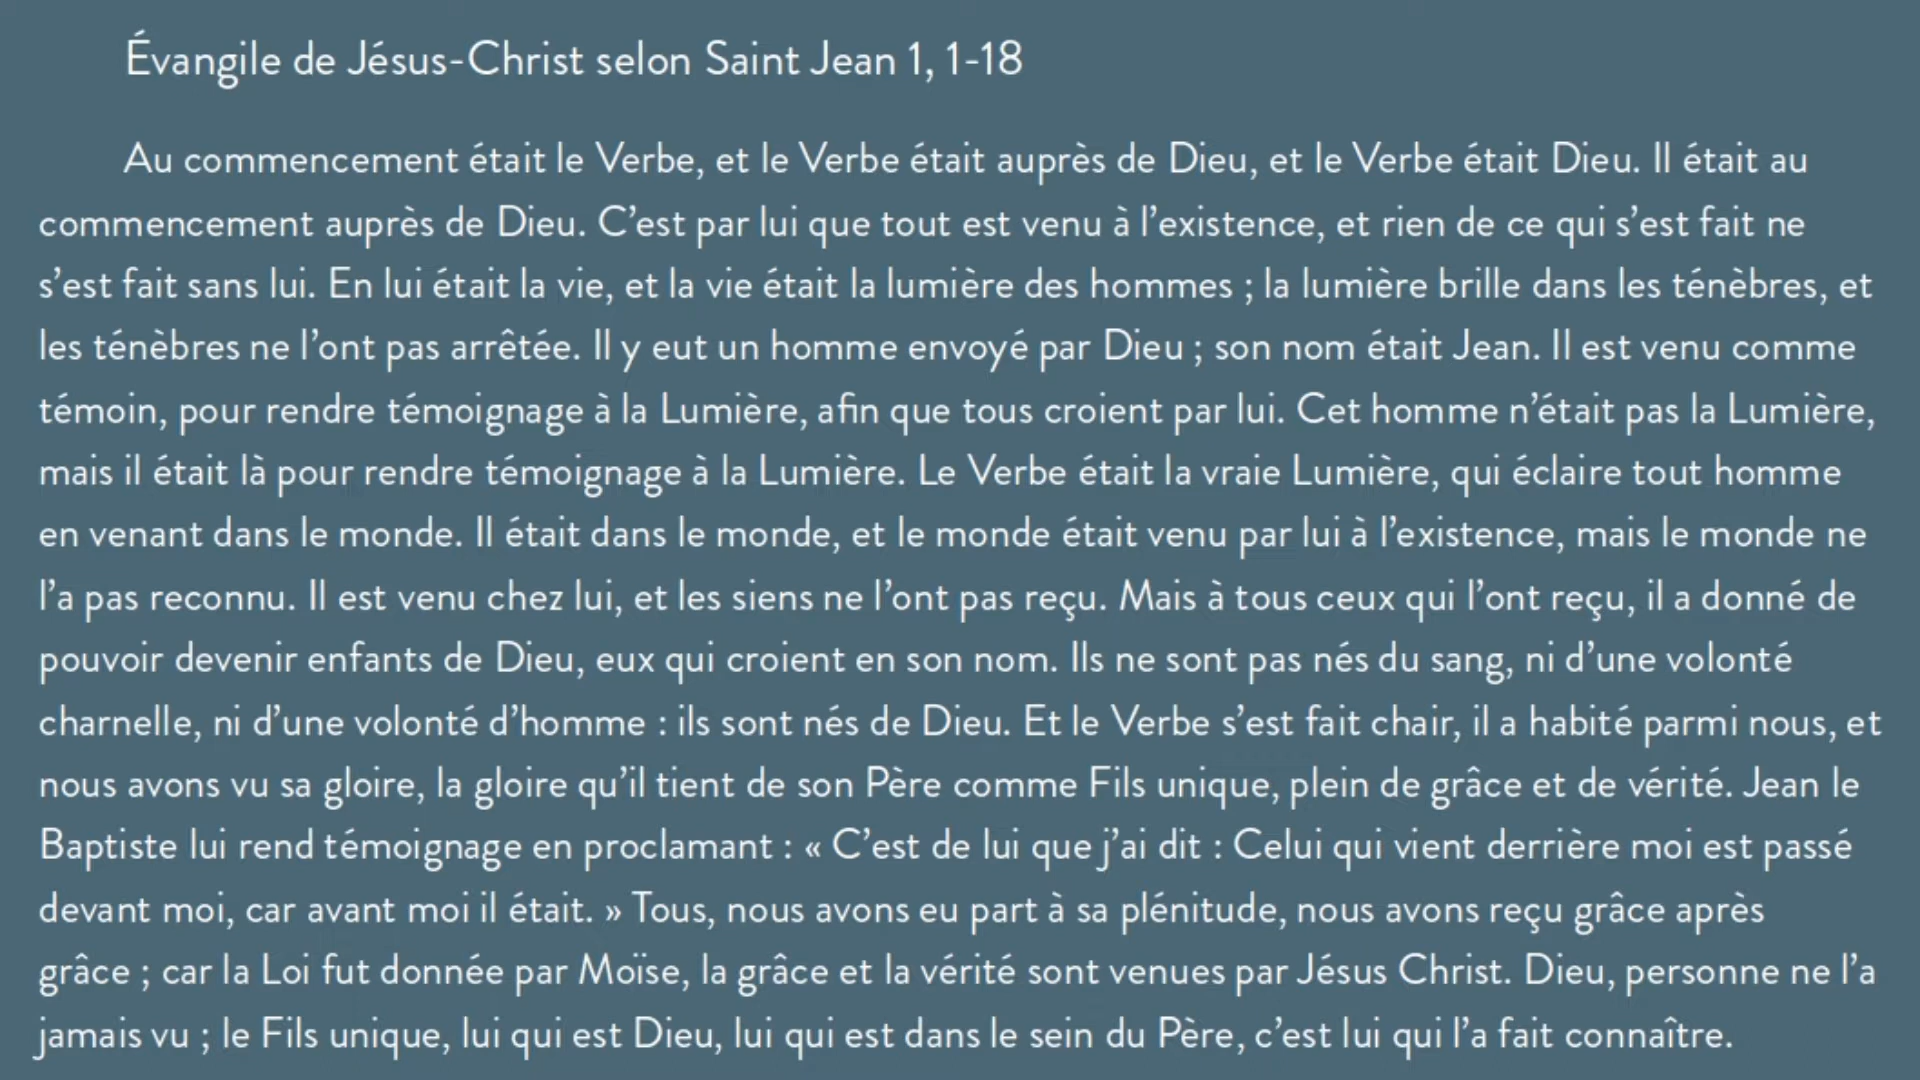 Évangile de Jésus-Christ selon Saint Jean 1, 1-18
Au commencement était le Verbe, et le Verbe était auprès de Dieu, et le Verbe était Dieu. Il était au
commencement auprès de Dieu. C’est par lui que tout est venu à l’existence, et rien de ce qui s’est fait ne
s’est fait sans lui. En lui était la vie, et la vie était la lumière des hommes ; la lumière brille dans les ténèbres, et
les ténèbres ne l’ont pas arrêtée. Il y eut un homme envoyé par Dieu ; son nom était Jean. Il est venu comme
témoin, pour rendre témoignage à la Lumière, afin que tous croient par lui. Cet homme n’était pas la Lumière,
mais il était là pour rendre témoignage à la Lumière. Le Verbe était la vraie Lumière, qui éclaire tout homme
en venant dans le monde. Il était dans le monde, et le monde était venu par lui à l’existence, mais le monde ne
l’a pas reconnu. Il est venu chez lui, et les siens ne l’ont pas reçu. Mais à tous ceux qui l’ont reçu, il a donné de
pouvoir devenir enfants de Dieu, eux qui croient en son nom. Ils ne sont pas nés du sang, ni d’une volonté
charnelle, ni d’une volonté d’homme : ils sont nés de Dieu. Et le Verbe s’est fait chair, il a habité parmi nous, et
nous avons vu sa gloire, la gloire qu’il tient de son Père comme Fils unique, plein de grâce et de vérité. Jean le
Baptiste lui rend témoignage en proclamant : « C’est de lui que j’ai dit : Celui qui vient derrière moi est passé
devant moi, car avant moi il était. » Tous, nous avons eu part à sa plénitude, nous avons reçu grâce après
grâce ; car la Loi fut donnée par Moïse, la grâce et la vérité sont venues par Jésus Christ. Dieu, personne ne l’a
jamais vu ; le Fils unique, lui qui est Dieu, lui qui est dans le sein du Père, c’est lui qui l’a fait connaître.